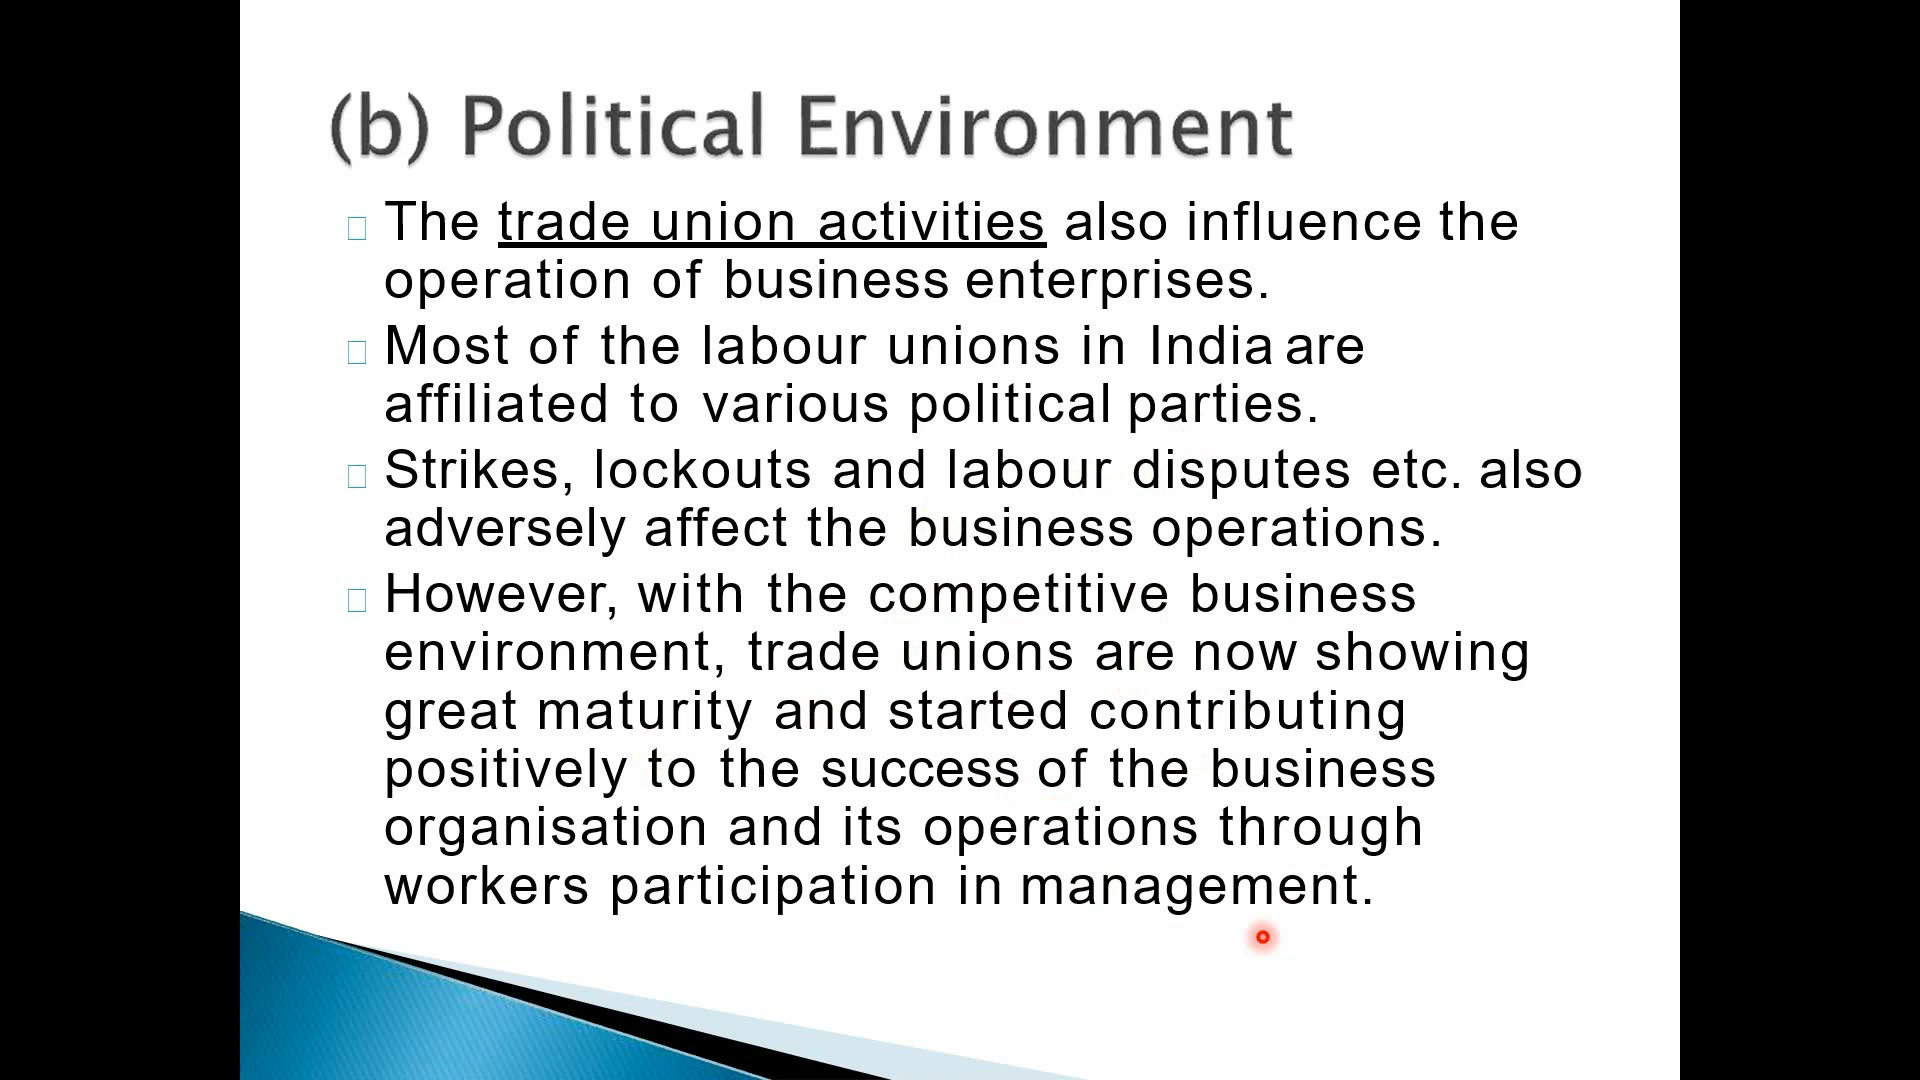 (b) Political Environment
The trade union activities also influence the
operation of business enterprises.
Most of the labour unions in India are
affiliated to various political parties.
Strikes, lockouts and labour disputes etc. also
adversely affect the business operations.
However, with the competitive business
environment, trade unions are now showing
great maturity and started contributing
positively to the success of the business
organisation and its operations through
workers participation in management.